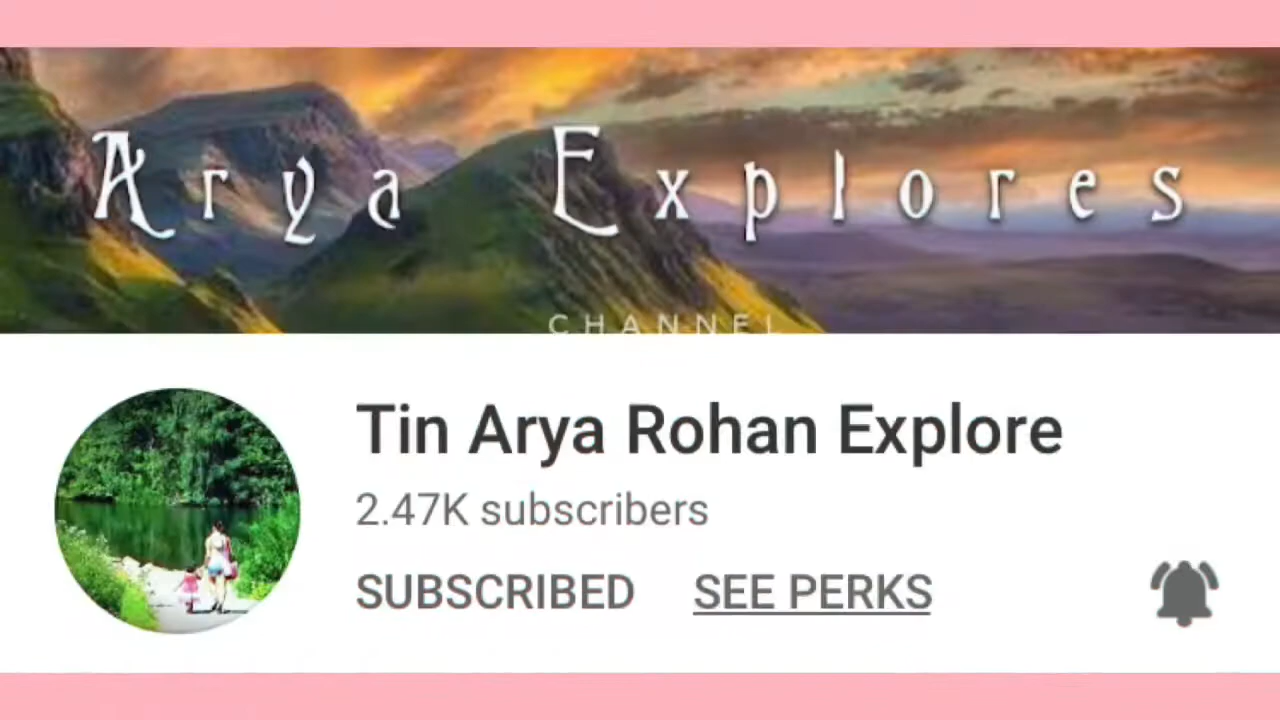 Arya Explores
CHANNEL
Tin Arya Rohan Explore
2.47K subscribers
SUBSCRIBED SEE PERKS